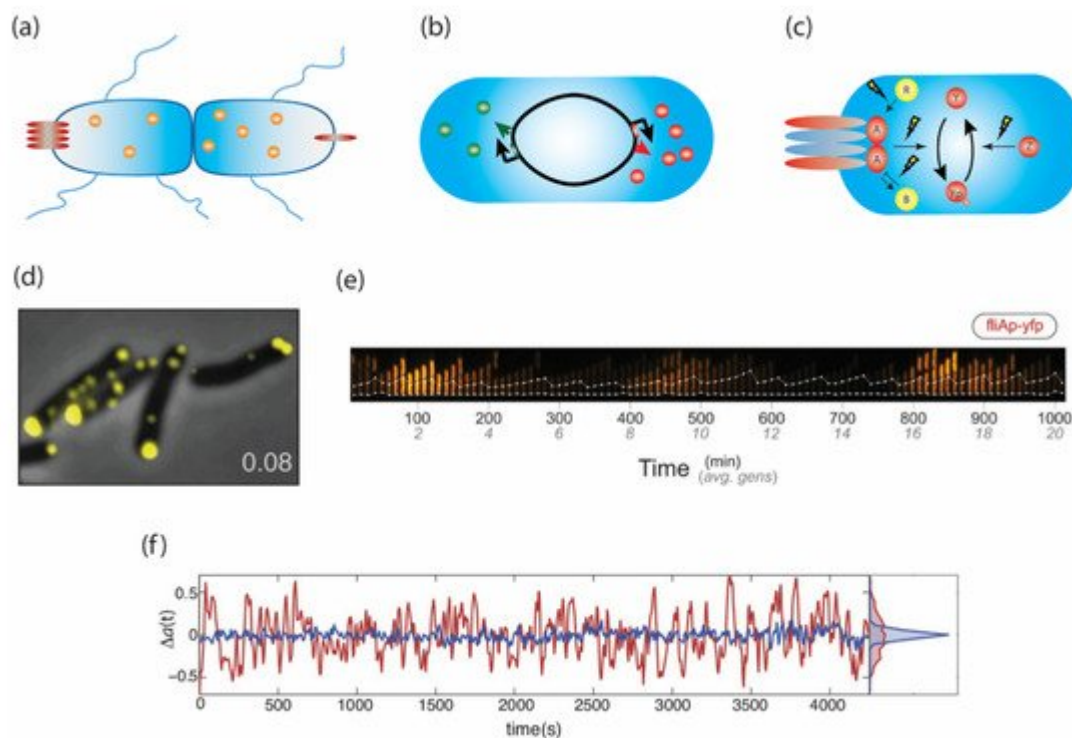 (a)
(b)
(c)
R
Y
A
Z
A
B
Yp
(d)
0.08
(e)
fliAp-yfp
100 200 300 400 500 600 700 800 900 1000
2 4 6 8 10 12 14 16 18 20
Time (min)
(avg. gens)
(f)
Δa(t)
0.5
0
−0.5
0 500 1000 1500 2000 2500 3000 3500 4000
time(s)